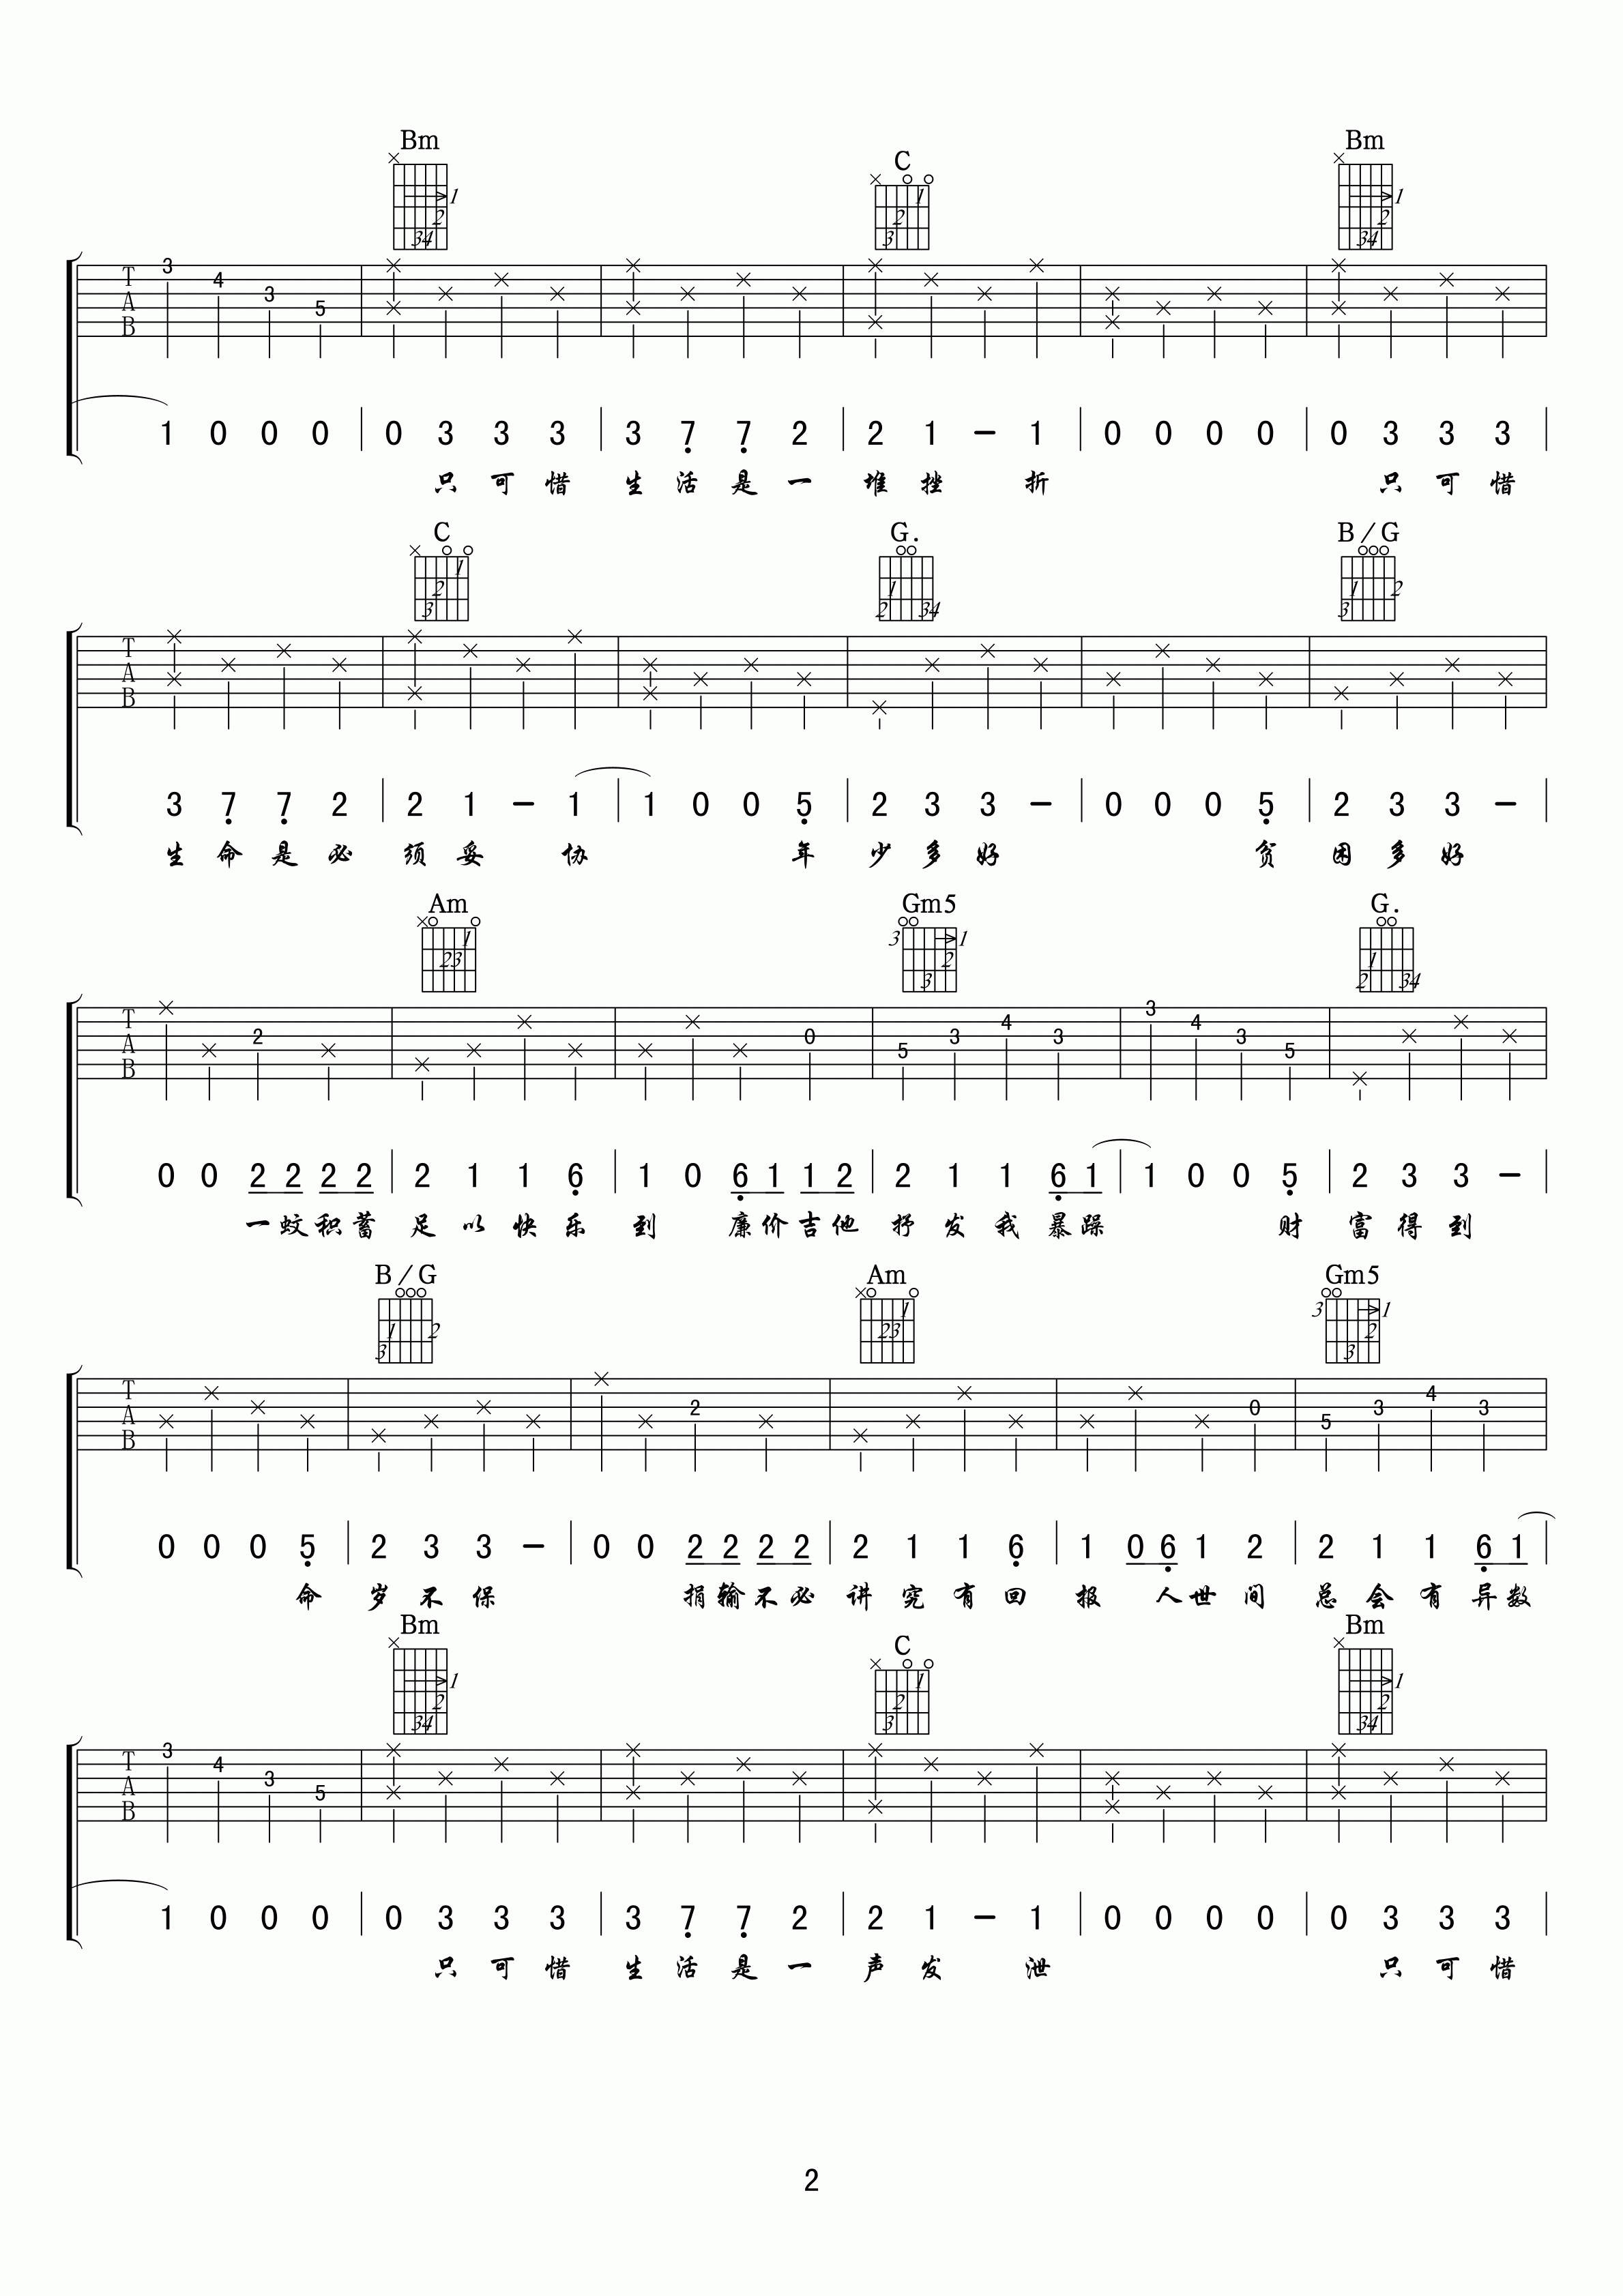 Bm C Bm
3 4 3 5
1 0 0 0 | 0 3 3 3 | 3 7 7 2 | 2 1 - 1 | 0 0 0 0 | 0 3 3 3 |
只可惜 生活是一 堆挫 折 只可惜
C G. B/G
3 7 7 2 | 2 1 - 1 | 1 0 0 5 | 2 3 3 - | 0 0 0 5 | 2 3 3 - |
生命是必 须妥 协 年 少多好 贫 困多好
Am Gm5 G.
2 0 5 3 4 3 3 4 3 5
0 0 2 2 2 2 | 2 1 1 6 | 1 0 6 1 1 2 | 2 1 1 6 1 | 1 0 0 5 | 2 3 3 - |
一蚊积蓄 足以快乐 到 廉价吉他 抒发我暴躁 财 富得到
B/G Am Gm5
2 0 5 3 4 3
0 0 0 5 | 2 3 3 - | 0 0 2 2 2 2 | 2 1 1 6 | 1 0 6 1 2 | 2 1 1 6 1 |
命 岁不保 捐输不必 讲究有回 报 人世间 总会有异数
Bm C Bm
3 4 3 5
1 0 0 0 | 0 3 3 3 | 3 7 7 2 | 2 1 - 1 | 0 0 0 0 | 0 3 3 3 |
只可惜 生活是一 声发 泄 只可惜
2